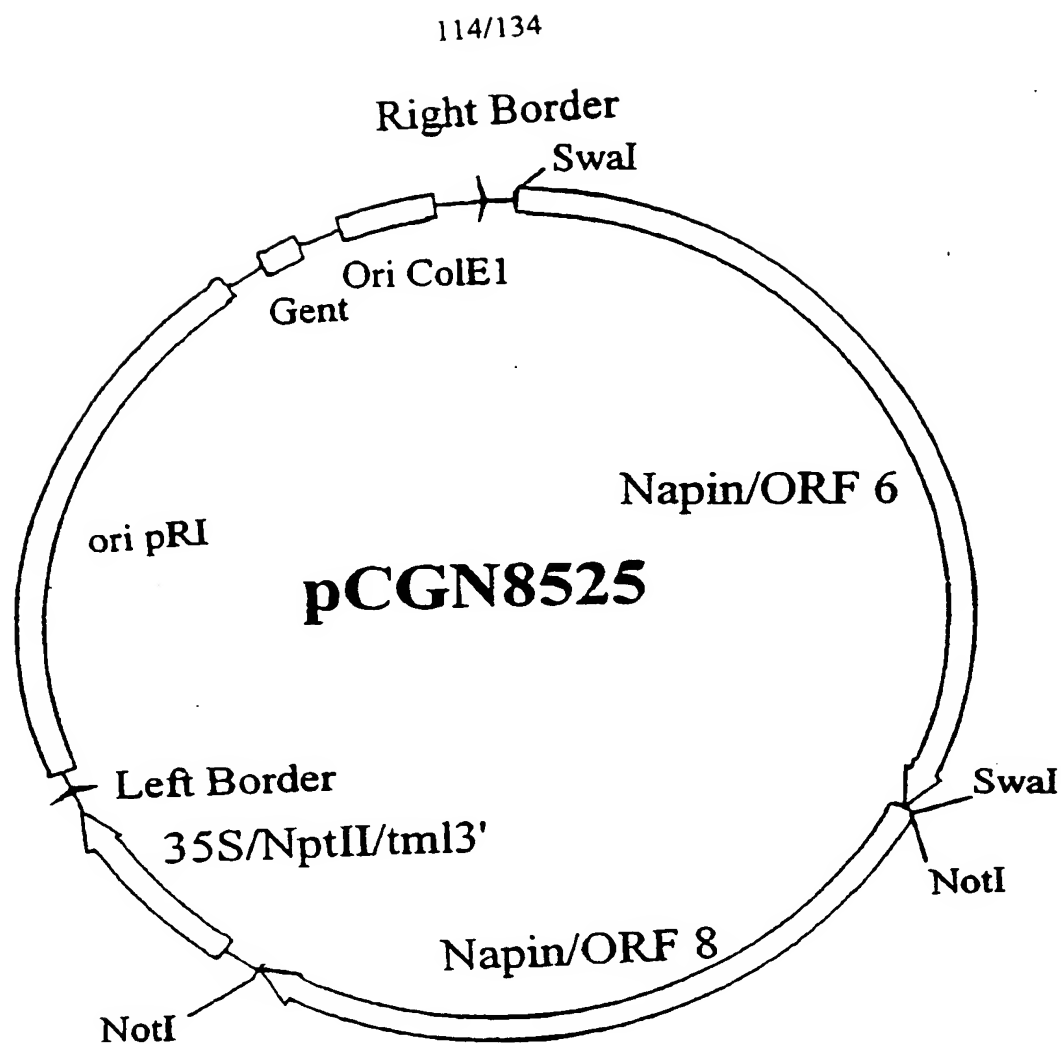 114/134
Right Border
SwaI
Ori ColE1
Gent
Napin/ORF 6
ori pRI
pCGN8525
Left Border
SwaI
35S/NptII/tml3'
NotI
Napin/ORF 8
NotI